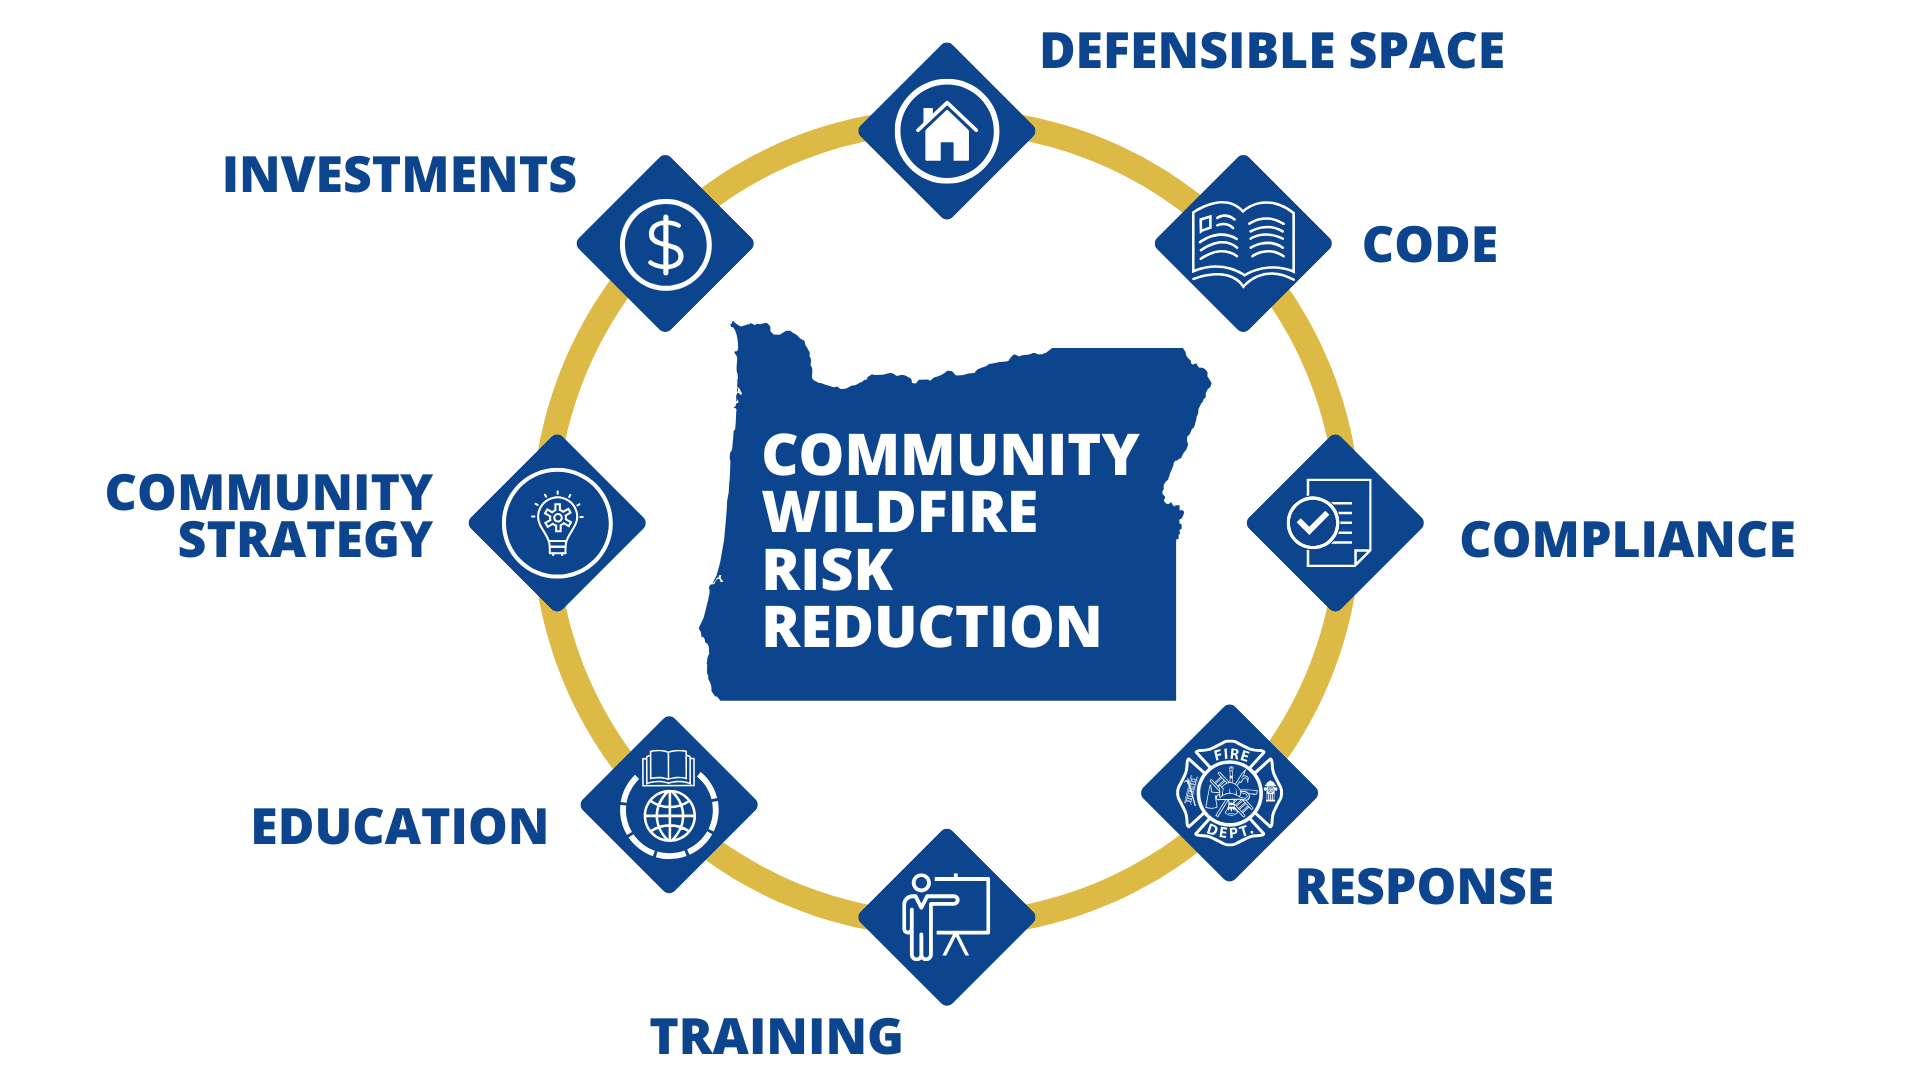 DEFENSIBLE SPACE
INVESTMENTS
CODE
COMMUNITY
WILDFIRE
RISK
REDUCTION
COMMUNITY
STRATEGY
COMPLIANCE
FIRE
DEPT.
EDUCATION
RESPONSE
TRAINING